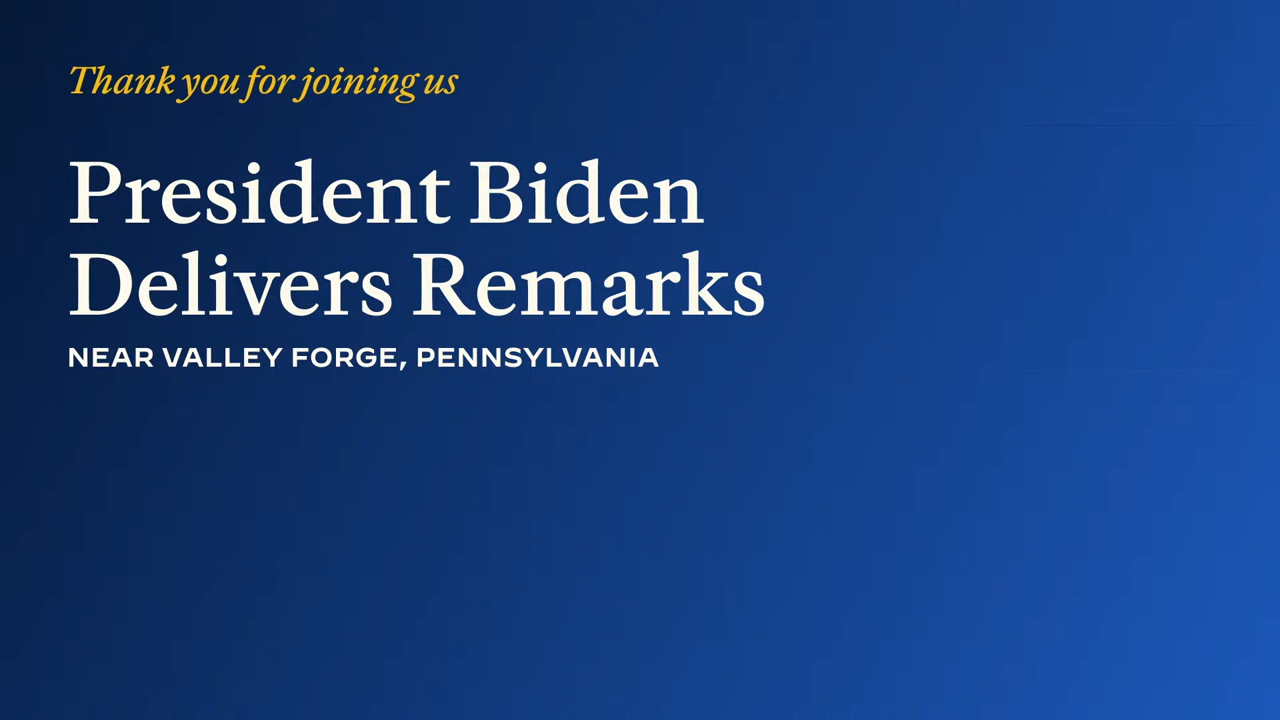 Thank you for joining us
President Biden
Delivers Remarks
NEAR VALLEY FORGE, PENNSYLVANIA